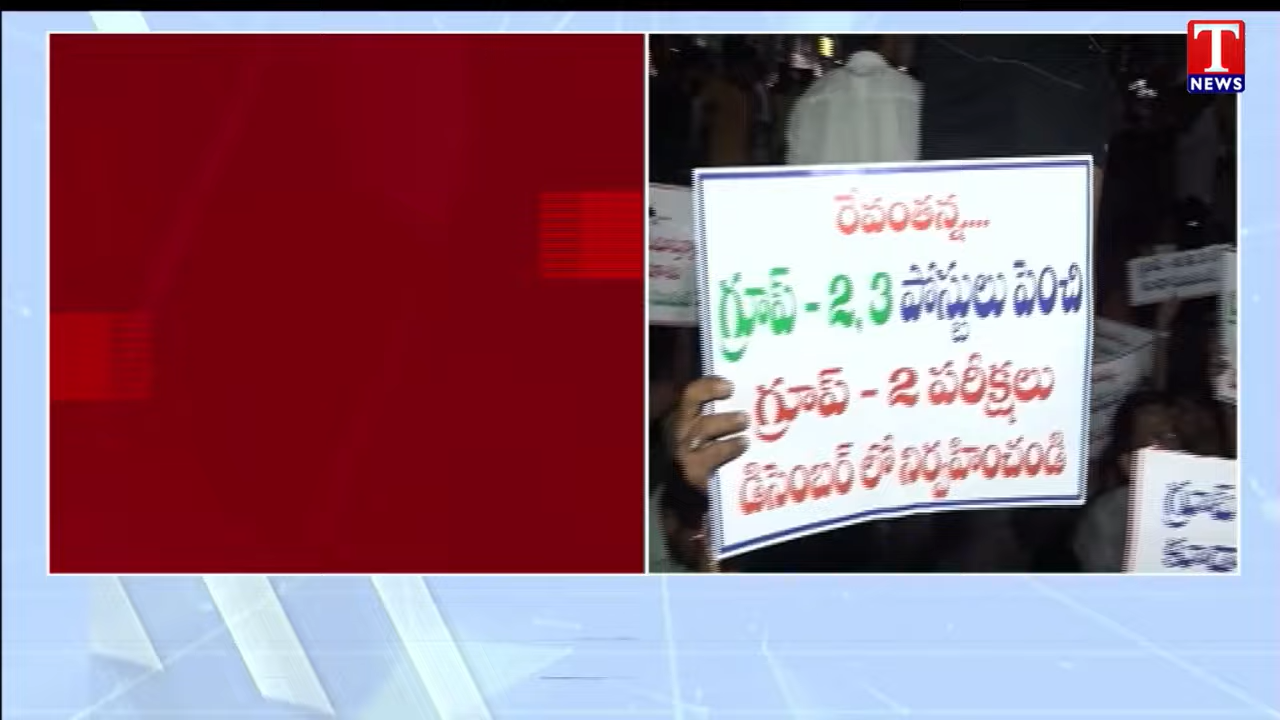 T
NEWS
రేవంతన్న....
గ్రూప్ - 2, 3 పోస్టులు పెంచి
గ్రూప్ - 2 పరీక్షలు
డిసెంబర్ లో నిర్వహించండి